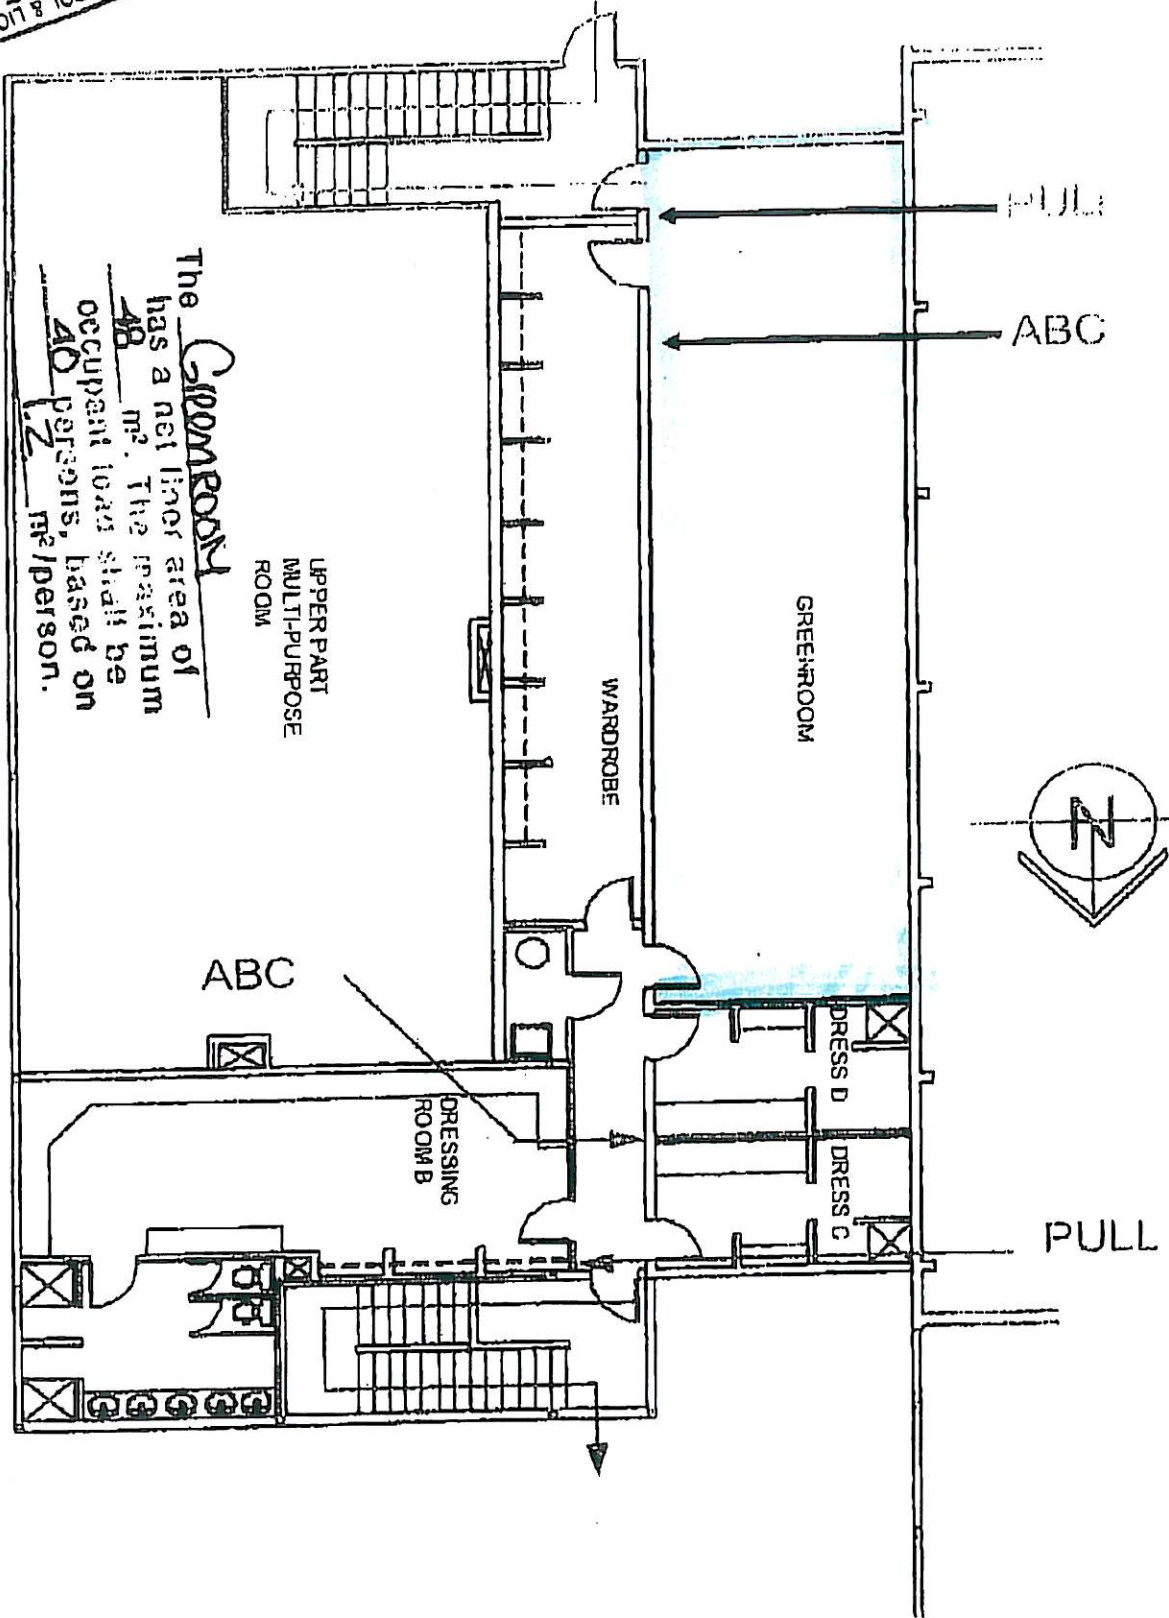 PULL
ABC
The GREENROOM
has a net floor area of
48 m². The maximum
occupant load shall be
40 persons, based on
1.2 m²/person.
UPPER PART
MULTI-PURPOSE
ROOM
WARDROBE
GREENROOM
N
ABC
DRESSING
ROOM B
DRESS D
DRESS C
PULL